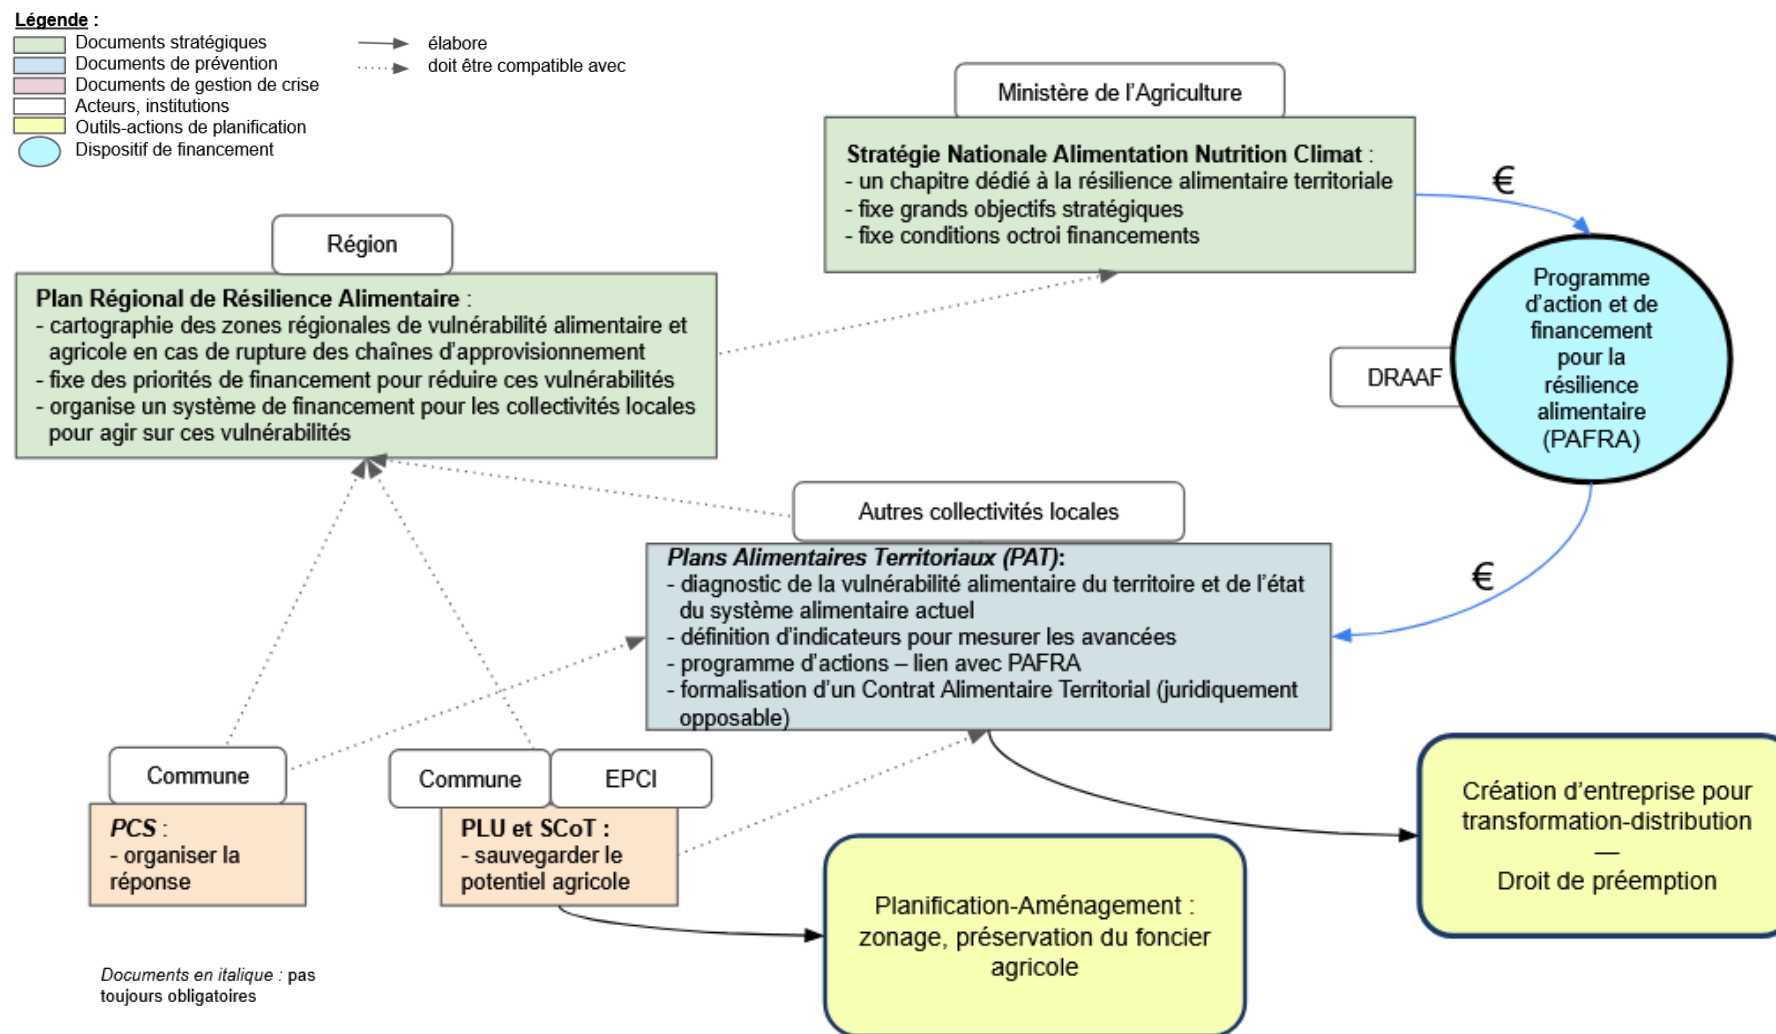 Légende :
Documents stratégiques
Documents de prévention
Documents de gestion de crise
Acteurs, institutions
Outils-actions de planification
Dispositif de financement
élabore
doit être compatible avec
Ministère de l'Agriculture
Stratégie Nationale Alimentation Nutrition Climat :
- un chapitre dédié à la résilience alimentaire territoriale
- fixe grands objectifs stratégiques
- fixe conditions octroi financements
€
Région
Plan Régional de Résilience Alimentaire :
- cartographie des zones régionales de vulnérabilité alimentaire et
agricole en cas de rupture des chaînes d'approvisionnement
- fixe des priorités de financement pour réduire ces vulnérabilités
- organise un système de financement pour les collectivités locales
pour agir sur ces vulnérabilités
Programme
d'action et de
financement
pour la
résilience
alimentaire
(PAFRA)
DRAAF
€
Autres collectivités locales
Plans Alimentaires Territoriaux (PAT):
- diagnostic de la vulnérabilité alimentaire du territoire et de l'état
du système alimentaire actuel
- définition d'indicateurs pour mesurer les avancées
- programme d'actions – lien avec PAFRA
- formalisation d'un Contrat Alimentaire Territorial (juridiquement
opposable)
Commune
PCS :
- organiser la
réponse
Commune
EPCI
PLU et SCoT :
- sauvegarder le
potentiel agricole
Planification-Aménagement :
zonage, préservation du foncier
agricole
Création d'entreprise pour
transformation-distribution
—
Droit de préemption
Documents en italique : pas
toujours obligatoires